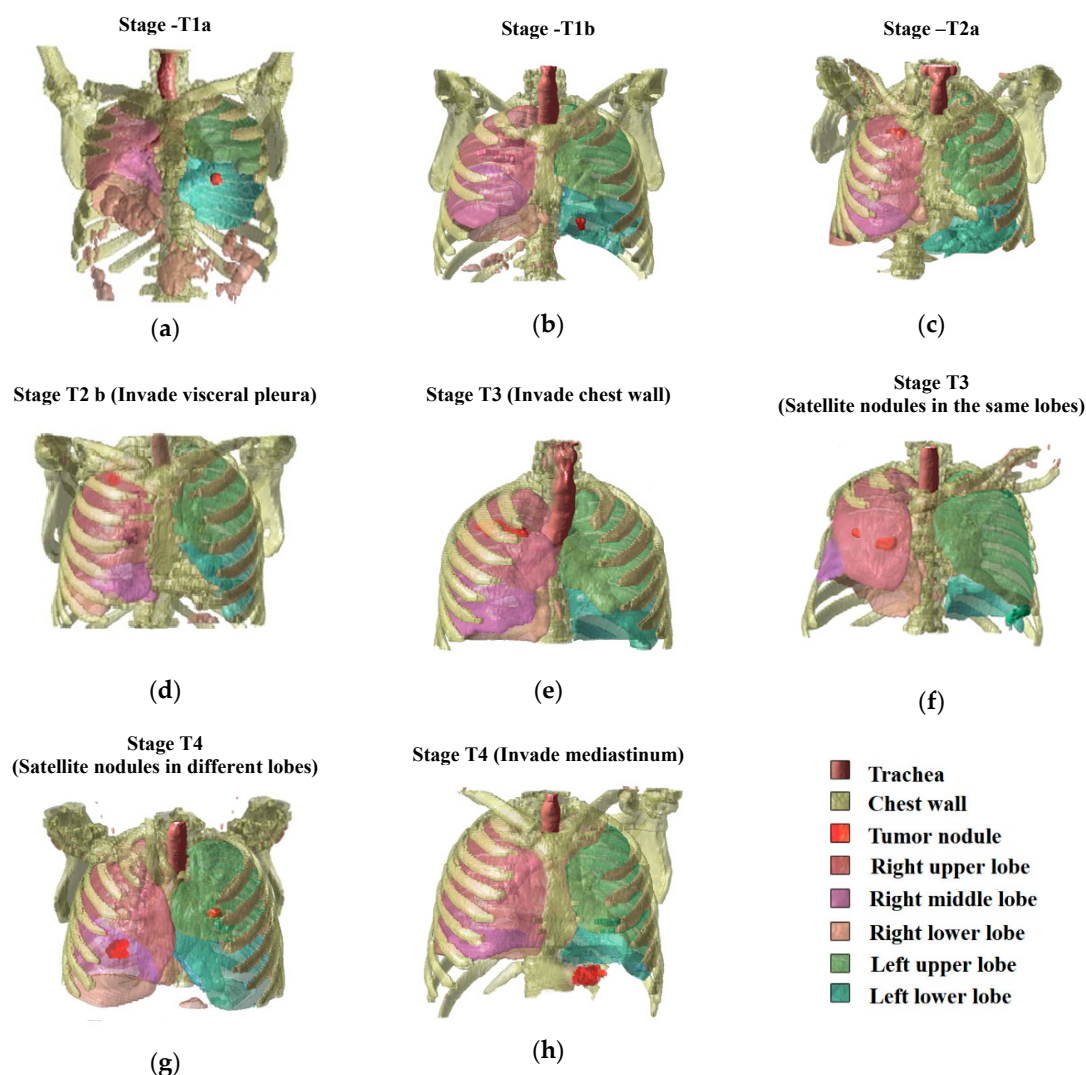 Stage -T1a
Stage -T1b
Stage –T2a
(a)
(b)
(c)
Stage T2 b (Invade visceral pleura)
Stage T3 (Invade chest wall)
Stage T3
(Satellite nodules in the same lobes)
(d)
(e)
(f)
Stage T4
(Satellite nodules in different lobes)
Stage T4 (Invade mediastinum)
Trachea
Chest wall
Tumor nodule
Right upper lobe
Right middle lobe
Right lower lobe
Left upper lobe
Left lower lobe
(g)
(h)